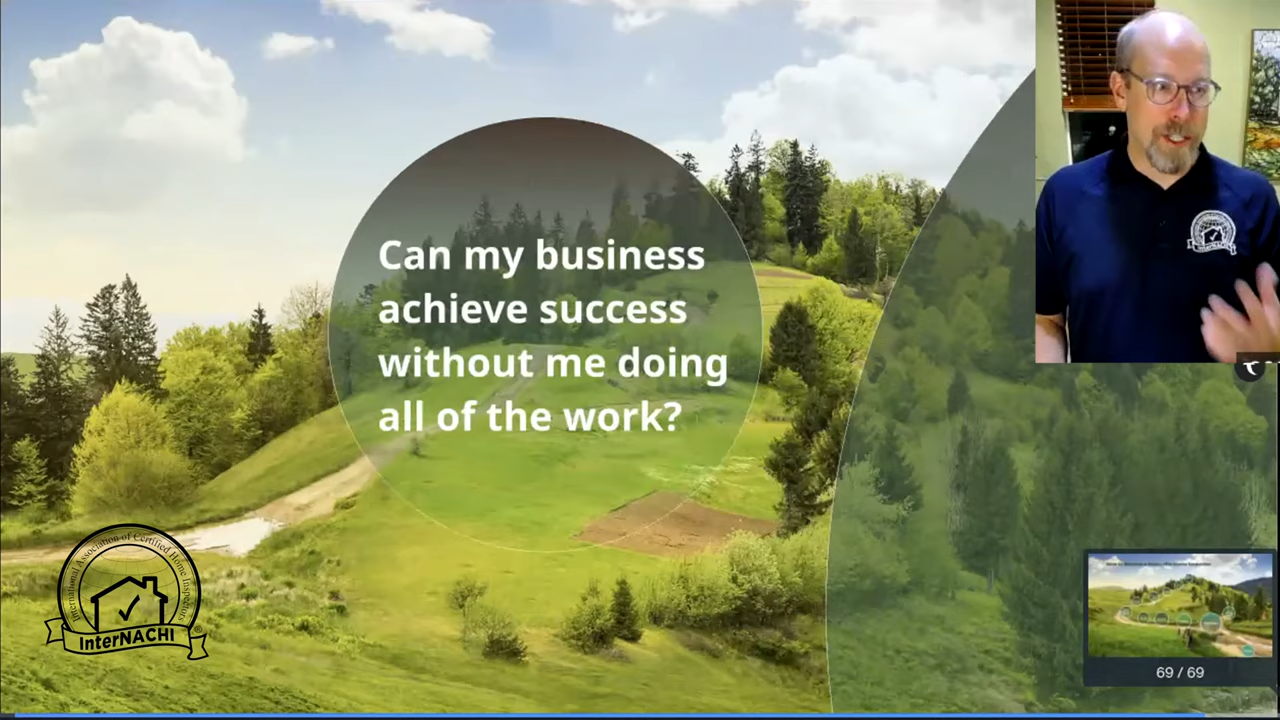 Can my business
achieve success
without me doing
all of the work?
International Association of Certified Home Inspectors
InterNACHI®
InterNACHI
69 / 69